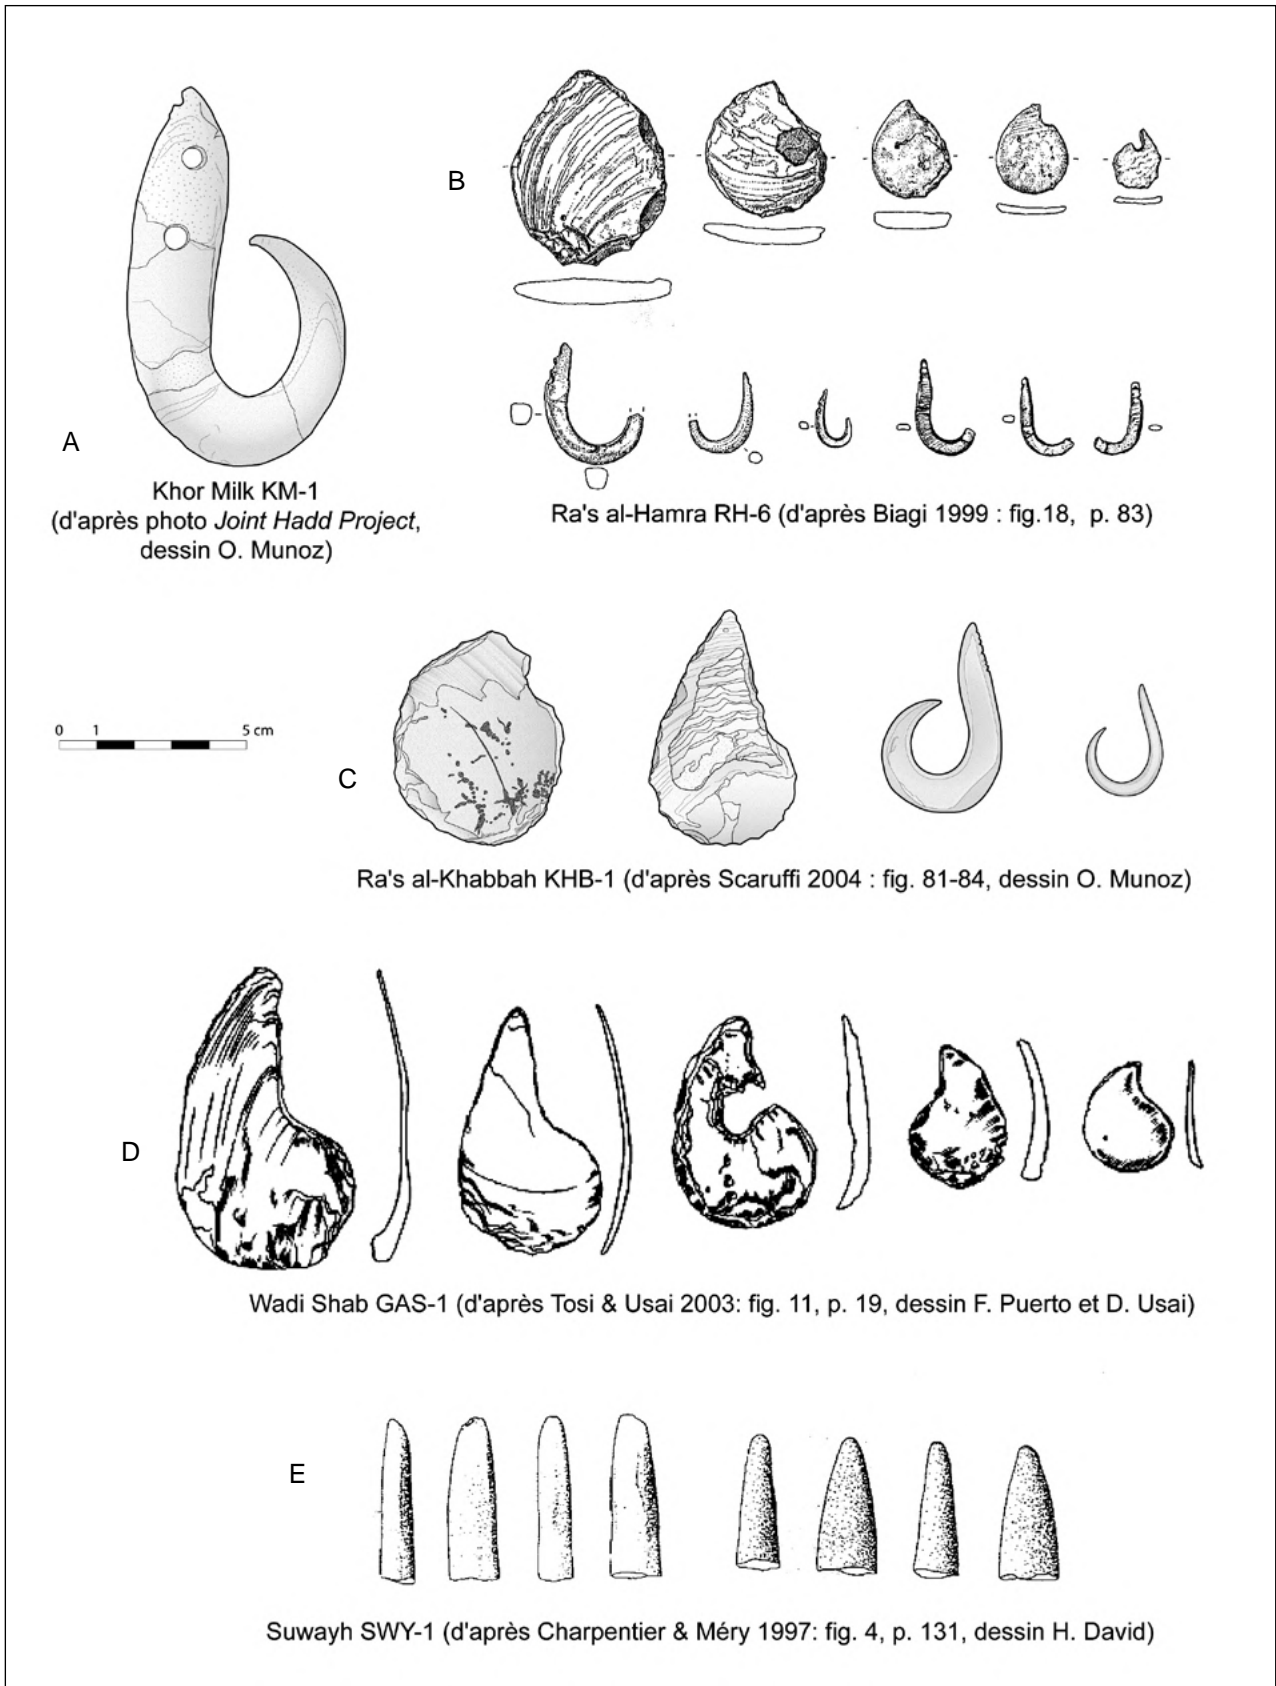 A
Khor Milk KM-1
(d'après photo Joint Hadd Project,
dessin O. Munoz)
B
Ra's al-Hamra RH-6 (d'après Biagi 1999 : fig.18, p. 83)
0 1 5 cm
C
Ra's al-Khabbah KHB-1 (d'après Scaruffi 2004 : fig. 81-84, dessin O. Munoz)
D
Wadi Shab GAS-1 (d'après Tosi & Usai 2003: fig. 11, p. 19, dessin F. Puerto et D. Usai)
E
Suwayh SWY-1 (d'après Charpentier & Méry 1997: fig. 4, p. 131, dessin H. David)